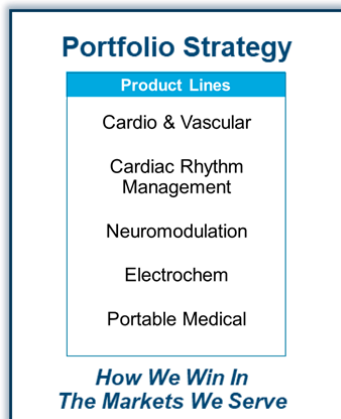 Portfolio Strategy
Product Lines
Cardio & Vascular
Cardiac Rhythm
Management
Neuromodulation
Electrochem
Portable Medical
How We Win In
The Markets We Serve